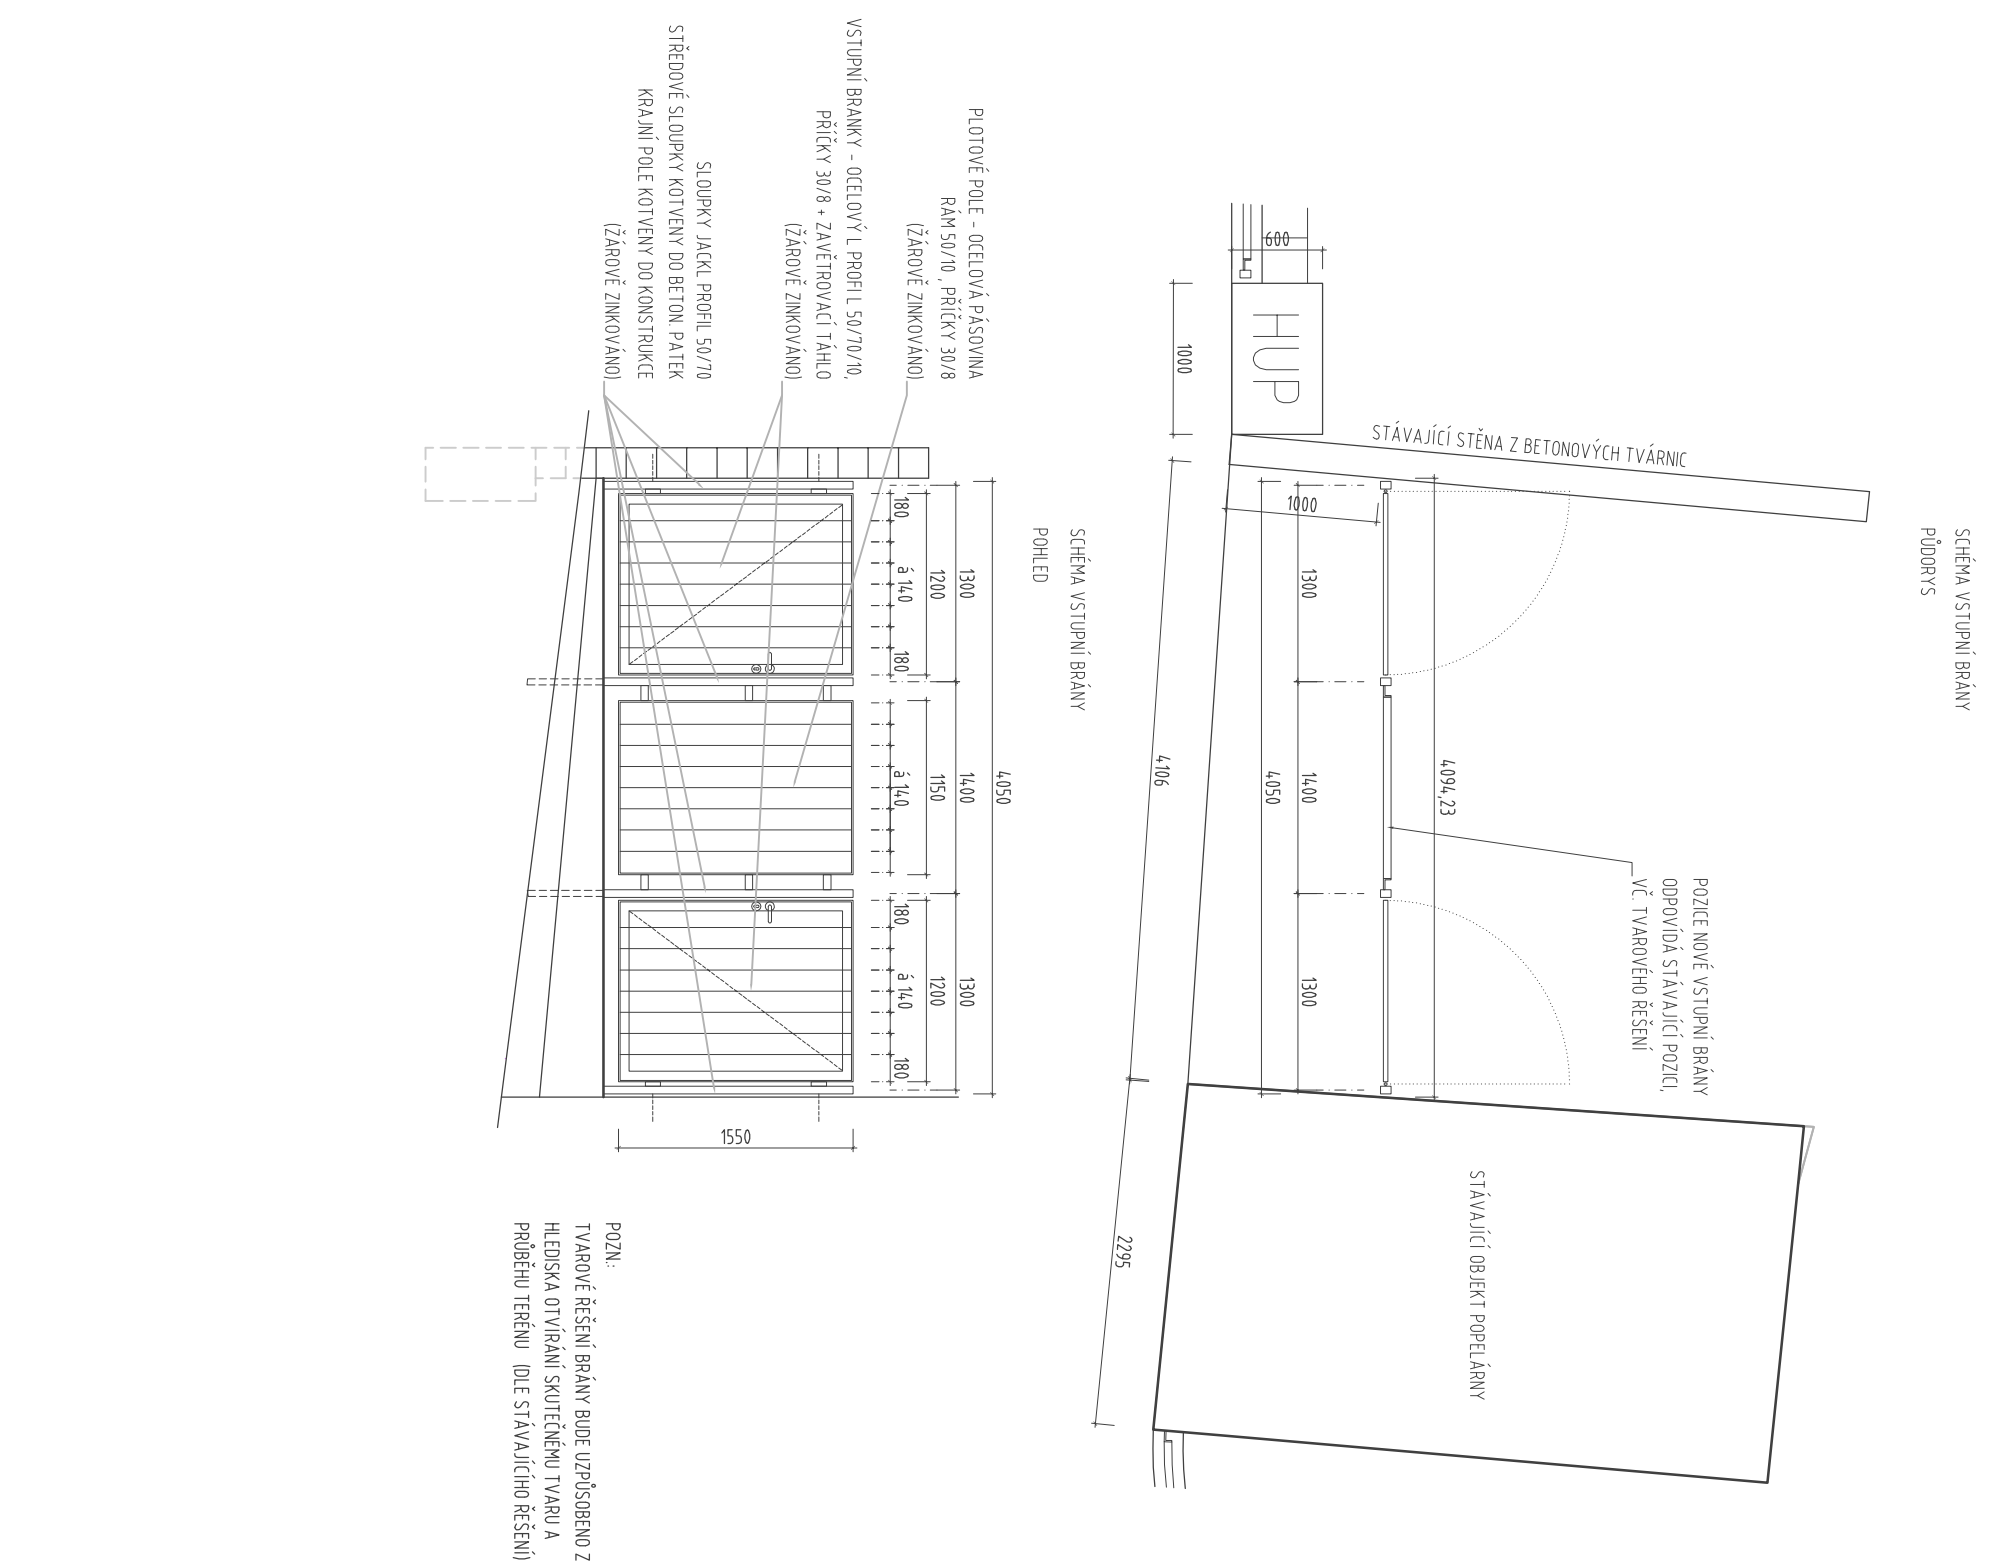 SCHÉMA VSTUPNÍ BRÁNY
PŮDORYS
STÁVAJÍCÍ STĚNA Z BETONOVÝCH TVÁRNIC
HUP
600
1000
1000
4094,23
1300
1400
1300
4050
4106
2295
POZICE NOVÉ VSTUPNÍ BRÁNY
ODPOVÍDÁ STÁVAJÍCÍ POZICI,
VČ. TVAROVÉHO ŘEŠENÍ
STÁVAJÍCÍ OBJEKT POPELÁRNY
SCHÉMA VSTUPNÍ BRÁNY
POHLED
PLOTOVÉ POLE - OCELOVÁ PÁSOVINA
RÁM 50/10 , PŘÍČKY 30/8
(ŽÁROVĚ ZINKOVÁNO)
VSTUPNÍ BRANKY - OCELOVÝ L PROFIL 50/70/10,
PŘÍČKY 30/8 + ZAVĚTROVACÍ TÁHLO
(ŽÁROVĚ ZINKOVÁNO)
SLOUPKY JACKL PROFIL 50/70
STŘEDOVÉ SLOUPKY KOTVENY DO BETON. PATEK
KRAJNÍ POLE KOTVENY DO KONSTRUKCE
(ŽÁROVĚ ZINKOVÁNO)
4050
1300
1400
1300
1200
1150
1200
180
á 140
180
á 140
180
á 140
180
1550
POZN.:
TVAROVÉ ŘEŠENÍ BRÁNY BUDE UZPŮSOBENO Z
HLEDISKA OTVÍRÁNÍ SKUTEČNÉMU TVARU A
PRŮBĚHU TERÉNU (DLE STÁVAJÍCÍHO ŘEŠENÍ)